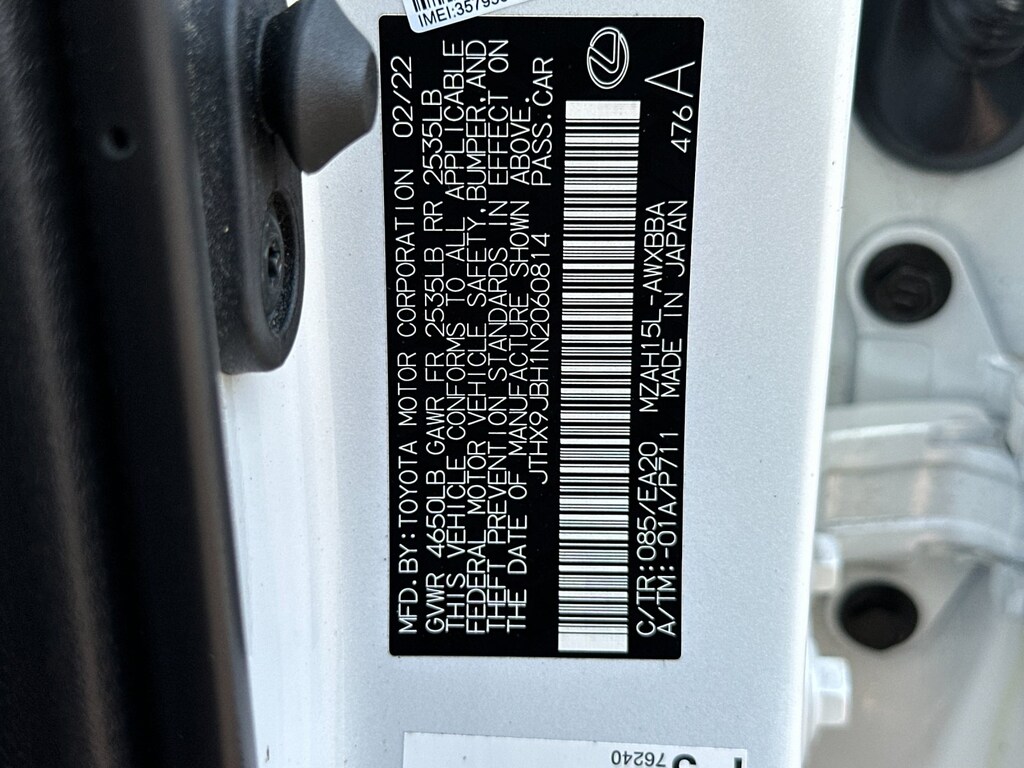 IMEI:35795
MFD.BY:TOYOTA MOTOR CORPORATION 02/22
GVWR 4650LB GAWR FR 2535LB RR 2535LB
THIS VEHICLE CONFORMS TO ALL APPLICABLE
FEDERAL MOTOR VEHICLE SAFETY,BUMPER,AND
THEFT PREVENTION STANDARDS IN EFFECT ON
THE DATE OF MANUFACTURE SHOWN ABOVE.
JTHX9JBH1N2060814 PASS.CAR
C/TR:085/EA20 MZAH15L-AWXBBA
A/TM:-01A/P711 MADE IN JAPAN 476 A
76240